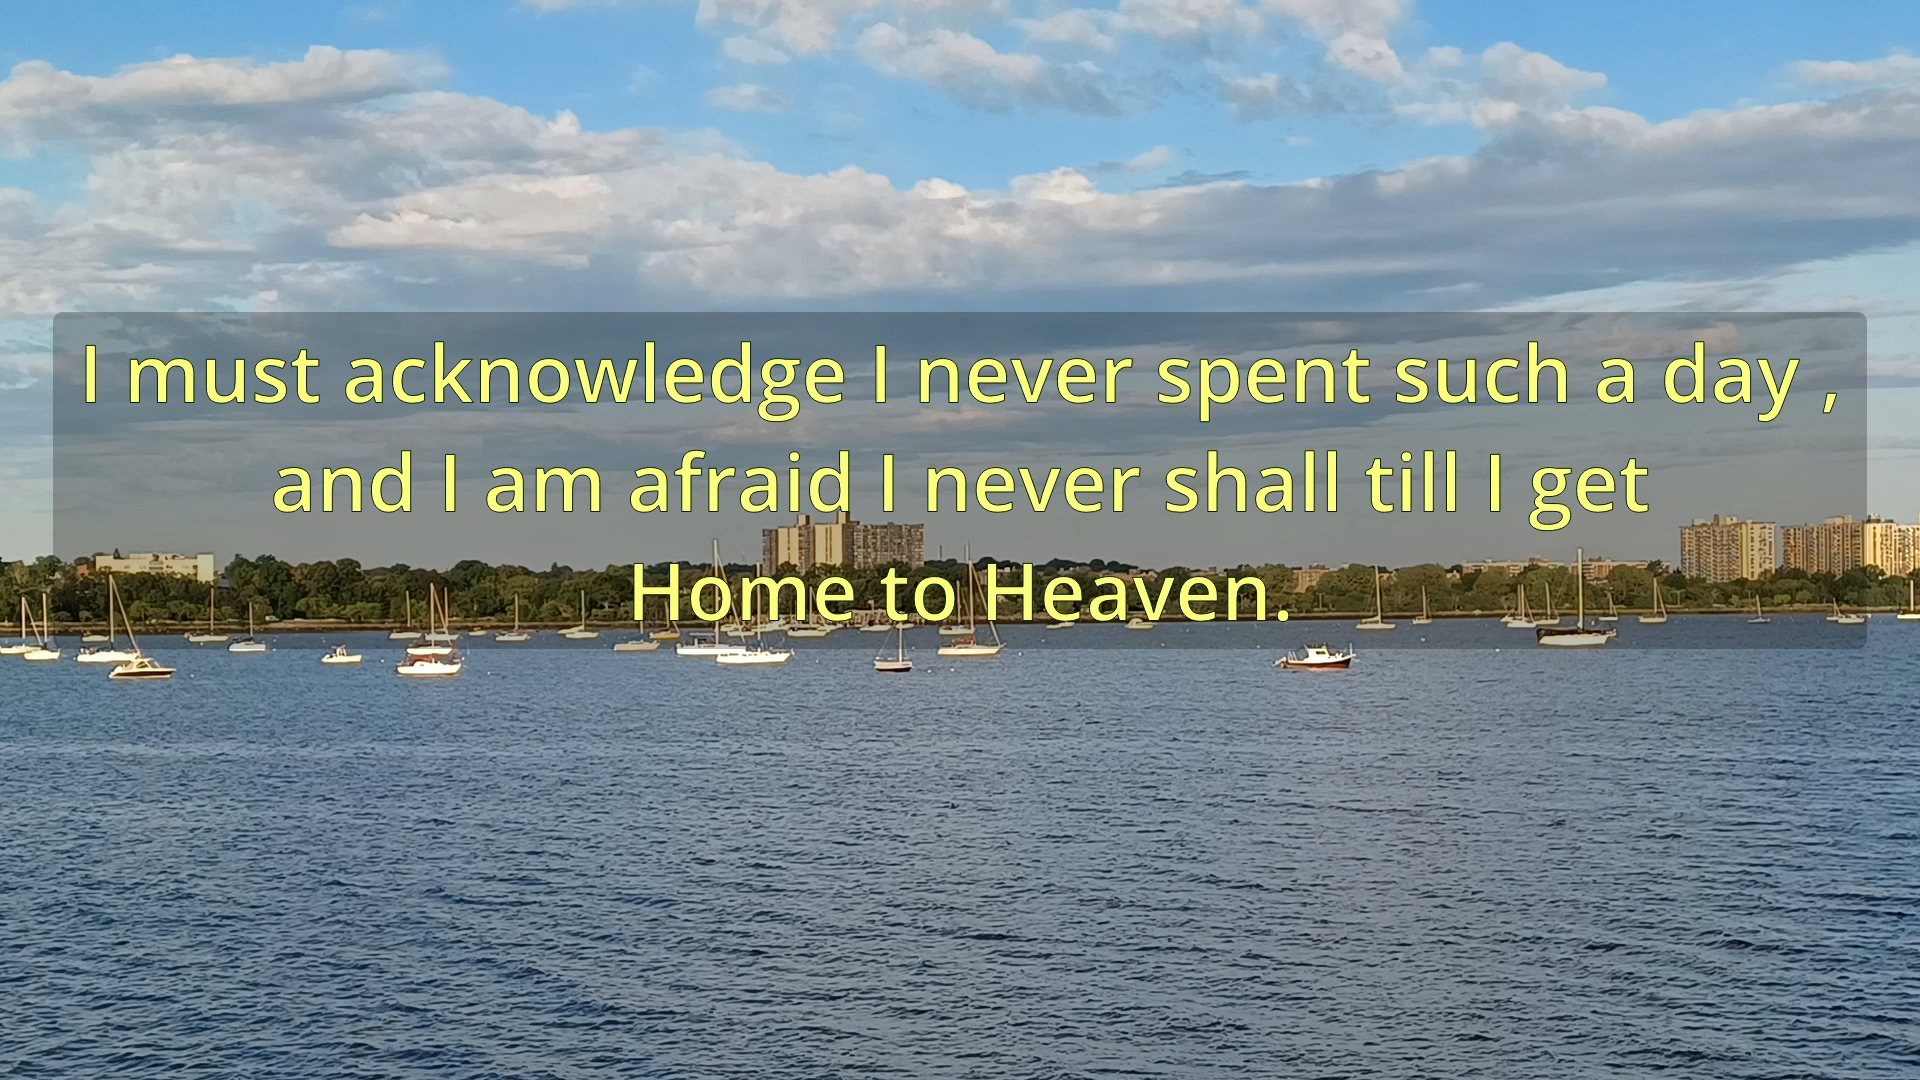 I must acknowledge I never spent such a day ,
and I am afraid I never shall till I get
Home to Heaven.